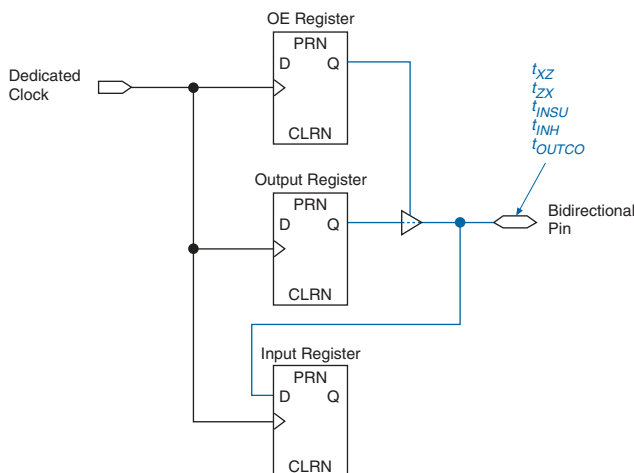 OE Register
PRN
D Q
CLRN
Dedicated
Clock
tXZ
tZX
tINSU
tINH
tOUTCO
Output Register
PRN
D Q
CLRN
Bidirectional
Pin
Input Register
PRN
D Q
CLRN